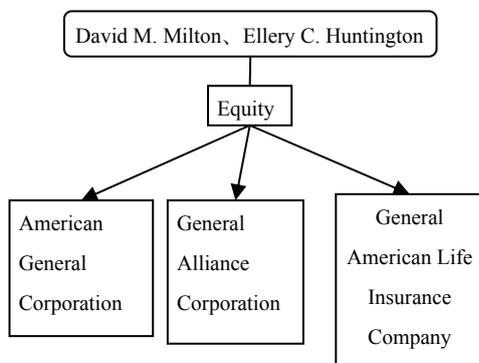 David M. Milton、Ellery C. Huntington
Equity
American
General
Corporation
General
Alliance
Corporation
General
American Life
Insurance
Company